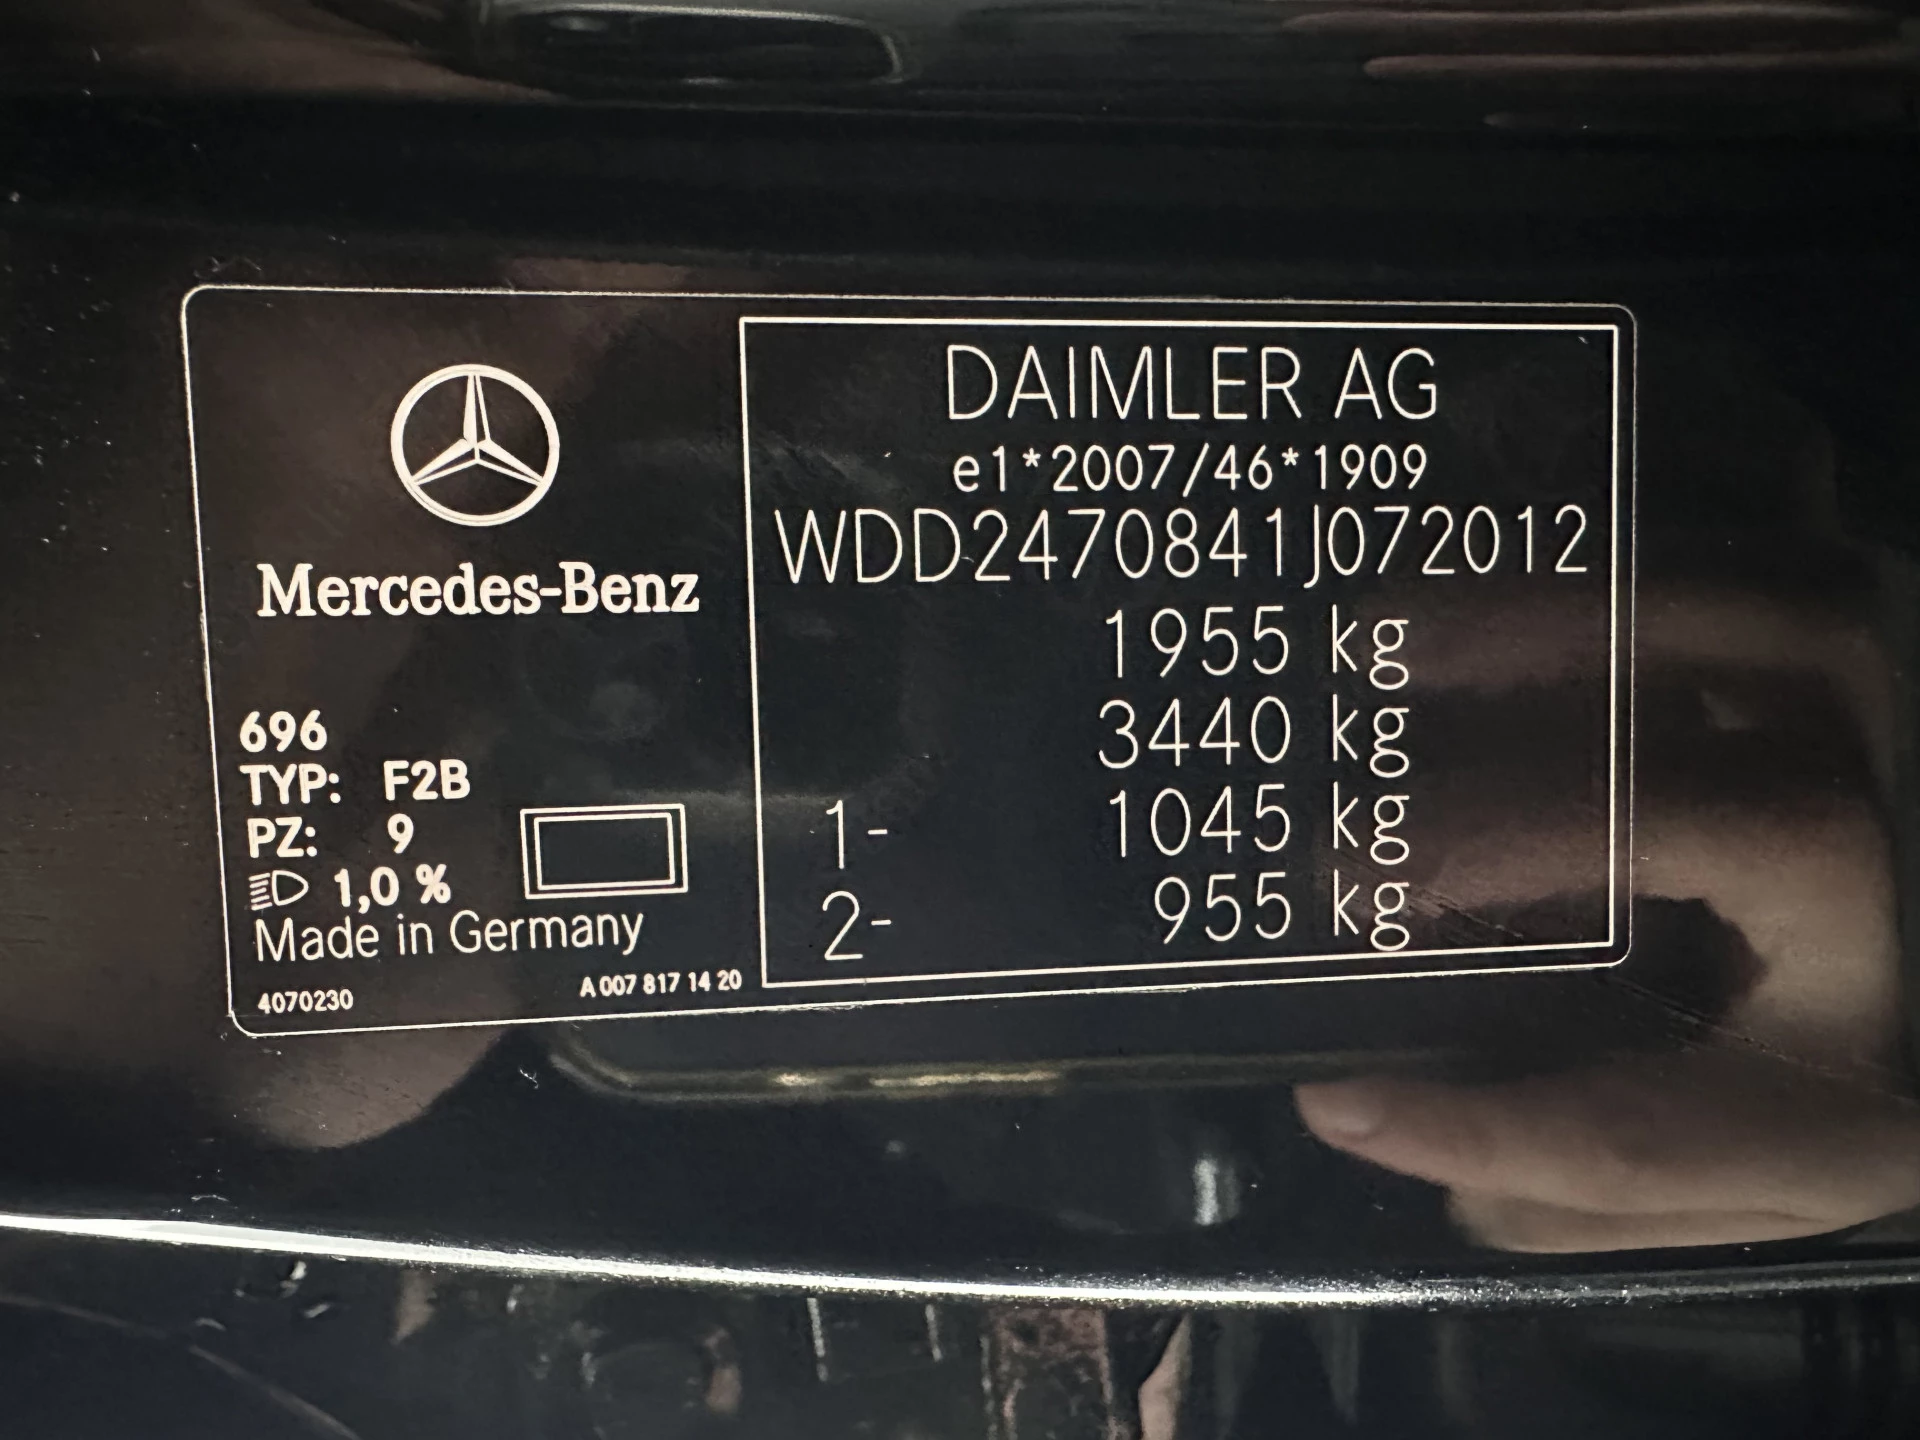 Mercedes-Benz
696
TYP: F2B
PZ: 9
1,0 %
Made in Germany
4070230
A 007 817 14 20
DAIMLER AG
e1*2007/46*1909
WDD2470841J072012
1955 kg
3440 kg
1- 1045 kg
2- 955 kg